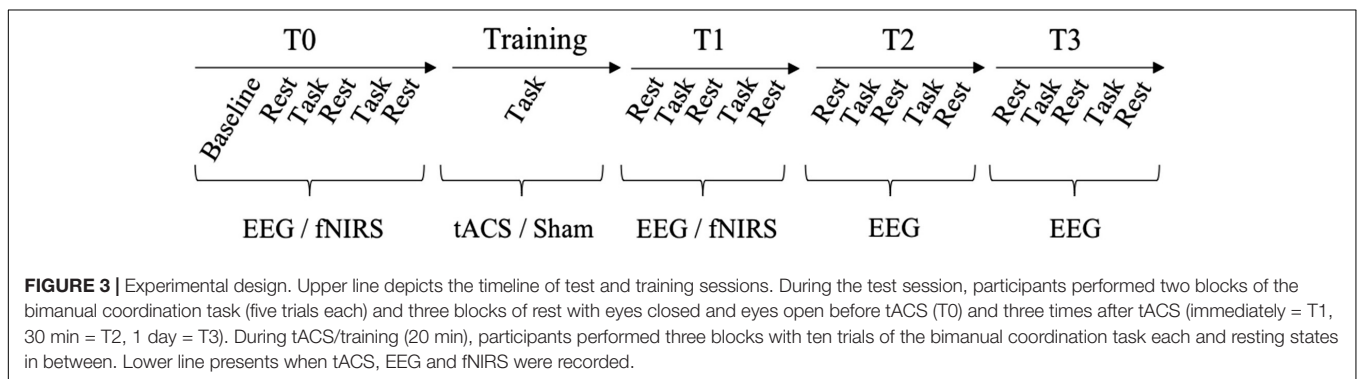 T0 Training T1 T2 T3
Baseline Rest Task Rest Task Rest Task Rest Task Rest Task Rest Rest Task Rest Task Rest Rest Task Rest Task Rest
EEG / fNIRS tACS / Sham EEG / fNIRS EEG EEG
FIGURE 3 | Experimental design. Upper line depicts the timeline of test and training sessions. During the test session, participants performed two blocks of the
bimanual coordination task (five trials each) and three blocks of rest with eyes closed and eyes open before tACS (T0) and three times after tACS (immediately = T1,
30 min = T2, 1 day = T3). During tACS/training (20 min), participants performed three blocks with ten trials of the bimanual coordination task each and resting states
in between. Lower line presents when tACS, EEG and fNIRS were recorded.